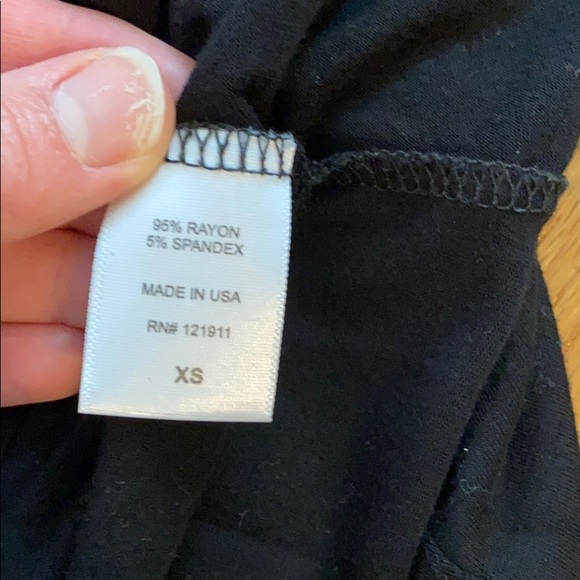 95% RAYON
5% SPANDEX
MADE IN USA
RN# 121911
XS